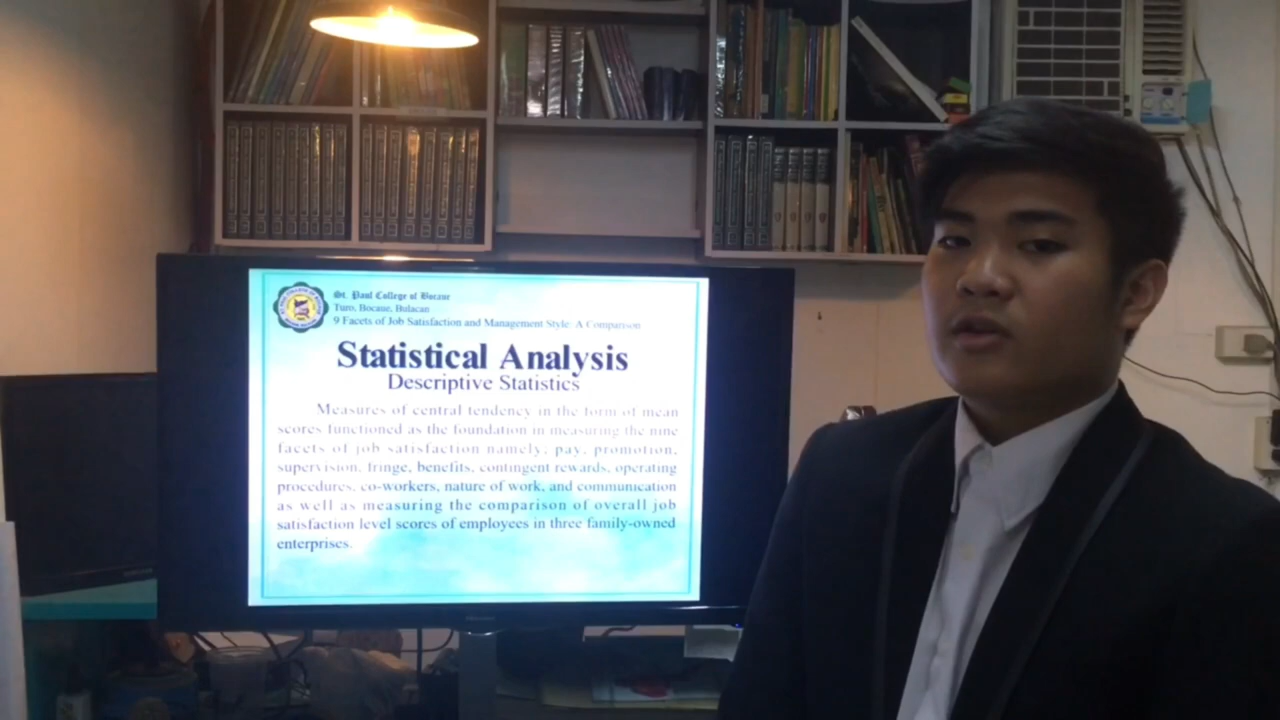 St. Paul College of Bocaue
Turo, Bocaue, Bulacan
9 Facets of Job Satisfaction and Management Style: A Comparison
Statistical Analysis
Descriptive Statistics
Measures of central tendency in the form of mean
scores functioned as the foundation in measuring the nine
facets of job satisfaction namely; pay, promotion,
supervision, fringe, benefits, contingent rewards, operating
procedures, co-workers, nature of work, and communication
as well as measuring the comparison of overall job
satisfaction level scores of employees in three family-owned
enterprises.